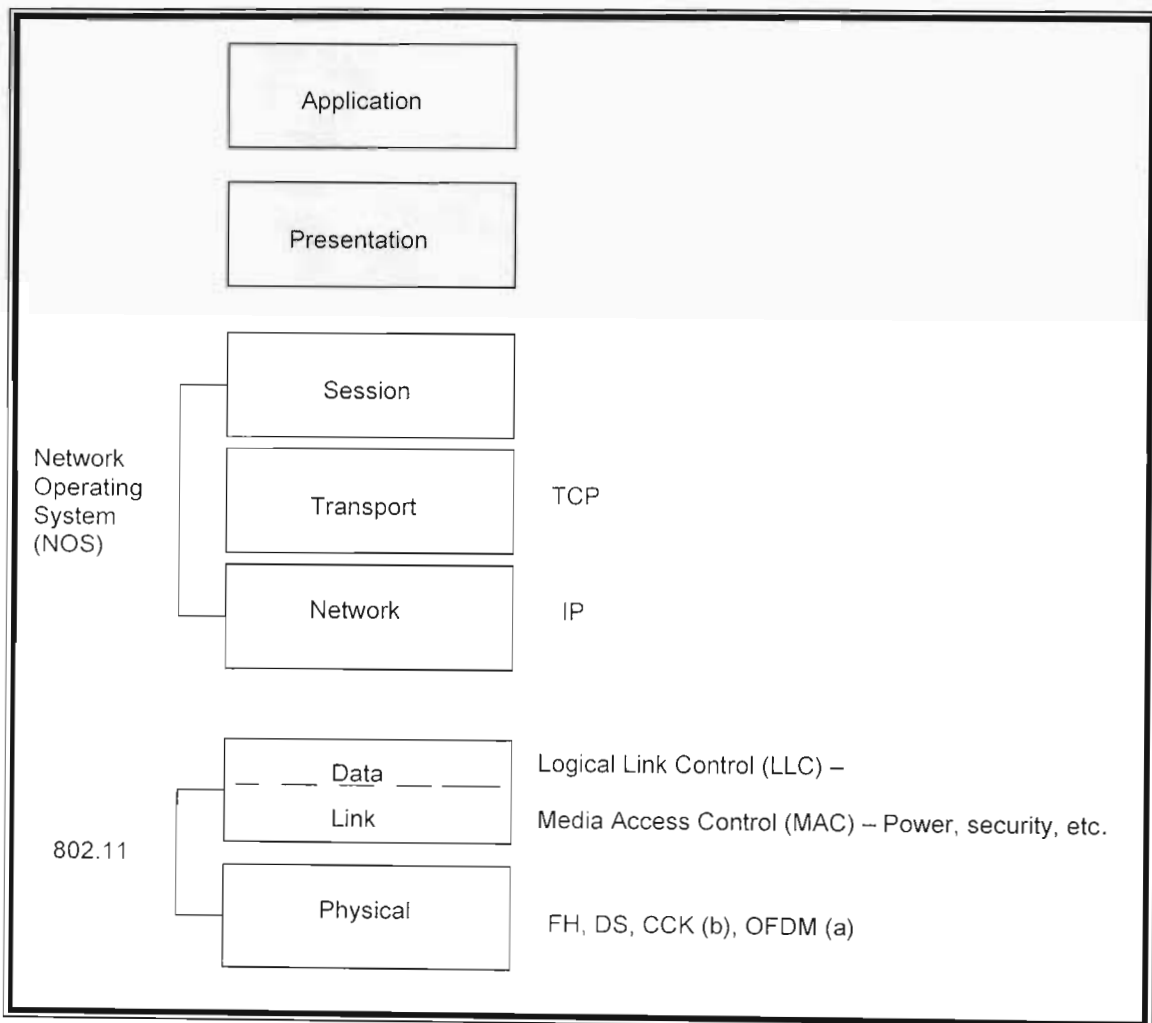 Application
Presentation
Session
Network
Operating
System
(NOS)
Transport
TCP
Network
IP
Data
Link
Logical Link Control (LLC) –
Media Access Control (MAC) – Power, security, etc.
802.11
Physical
FH, DS, CCK (b), OFDM (a)